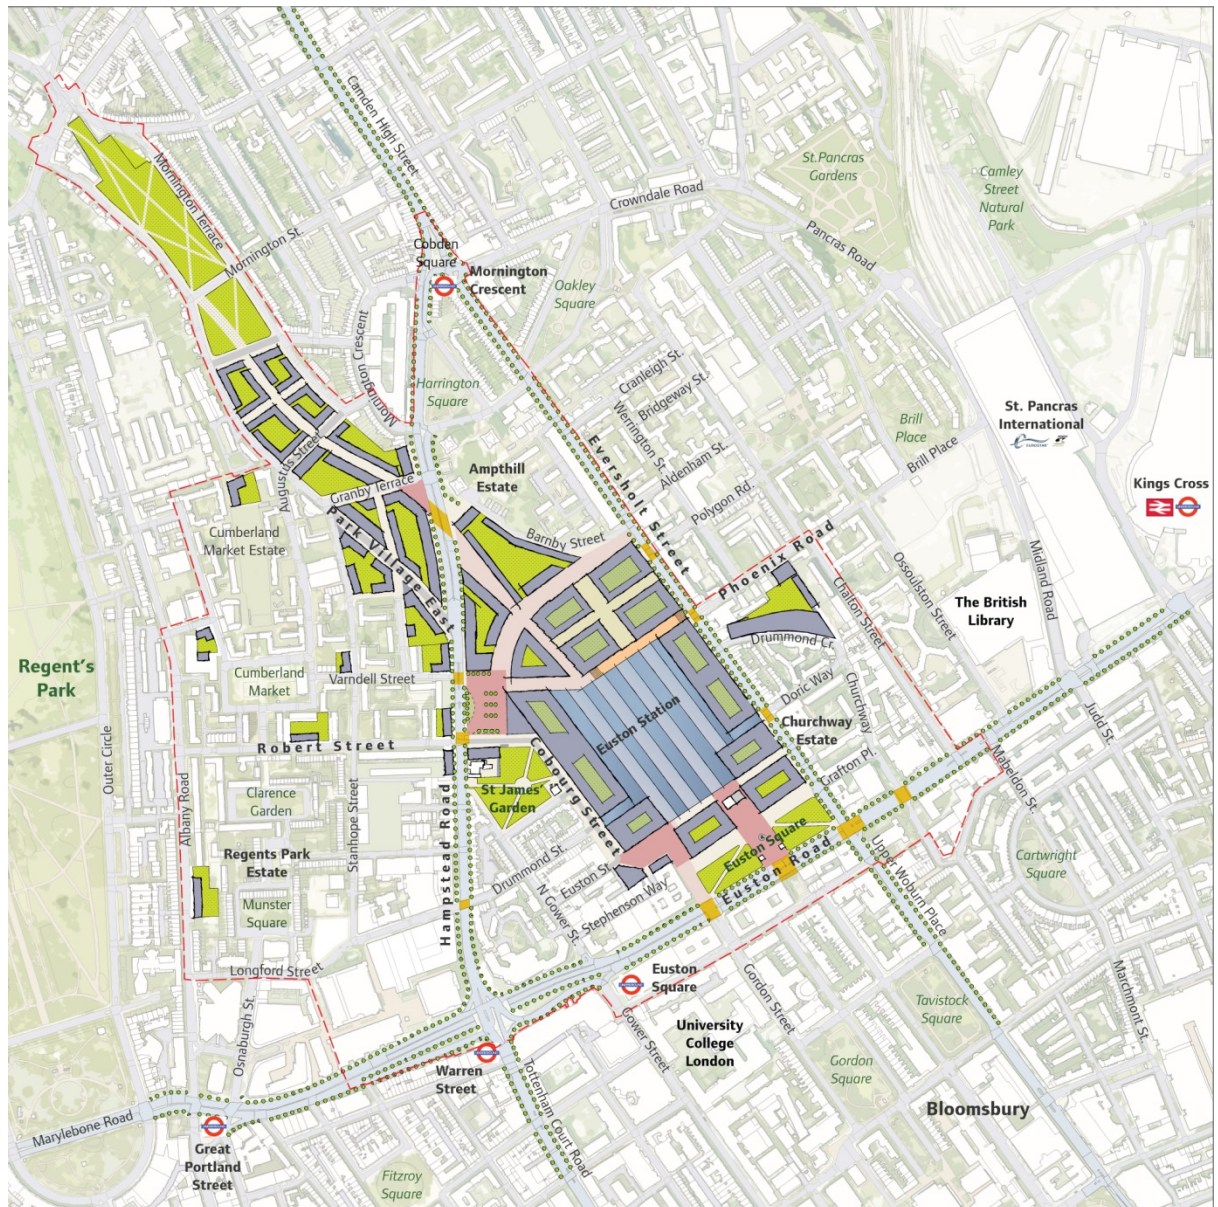 Camden High Street
St.Pancras
Gardens
Camley
Street
Natural
Park
Mornington Terrace
Crowndale Road
Mornington St.
Pancras Road
Cobden
Square
Mornington
Crescent
Oakley
Square
Mornington Crescent
Harrington
Square
Cranleigh St.
Bridgeway St.
Werrington St.
Aldenham St.
Polygon Rd.
Brill
Place
Brill Place
St. Pancras
International
Kings Cross
Eversholt Street
Ampthill
Estate
Augustus Street
Granby Terrace
Park Village East
Barnby Street
Cumberland
Market Estate
Phoenix Road
Ossoulston Street
Chalton Street
Midland Road
The British
Library
Drummond Cr.
Regent's
Park
Cumberland
Market
Varndell Street
Doric Way
Churchway
Churchway
Estate
Euston Station
Judd St.
Outer Circle
Robert Street
Cobourg Street
Grafton Pl.
Mabeldon St.
Albany Road
Clarence
Garden
Stanhope Street
St James'
Garden
Hampstead Road
Regents Park
Estate
Drummond St.
Euston St.
Euston Square
Euston Road
Cartwright
Square
Munster
Square
N Gower St.
Stephenson Way
Upper Woburn Place
Longford Street
Euston
Square
Gordon Street
Marchmont St.
Tavistock
Square
Osnaburgh St.
Gower Street
University
College
London
Gordon
Square
Warren
Street
Tottenham Court Road
Bloomsbury
Marylebone Road
Great
Portland
Street
Fitzroy
Square